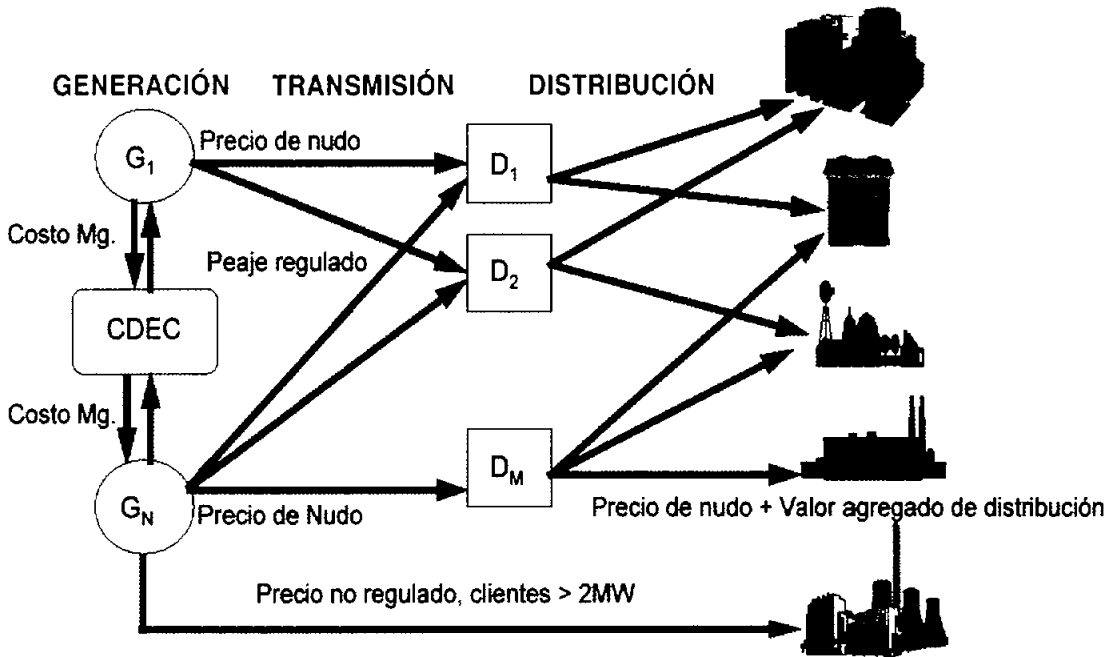 GENERACIÓN TRANSMISIÓN DISTRIBUCIÓN
G1
Precio de nudo
D1
Costo Mg.
Peaje regulado
D2
CDEC
Costo Mg.
GN
Precio de Nudo
DM
Precio de nudo + Valor agregado de distribución
Precio no regulado, clientes > 2MW